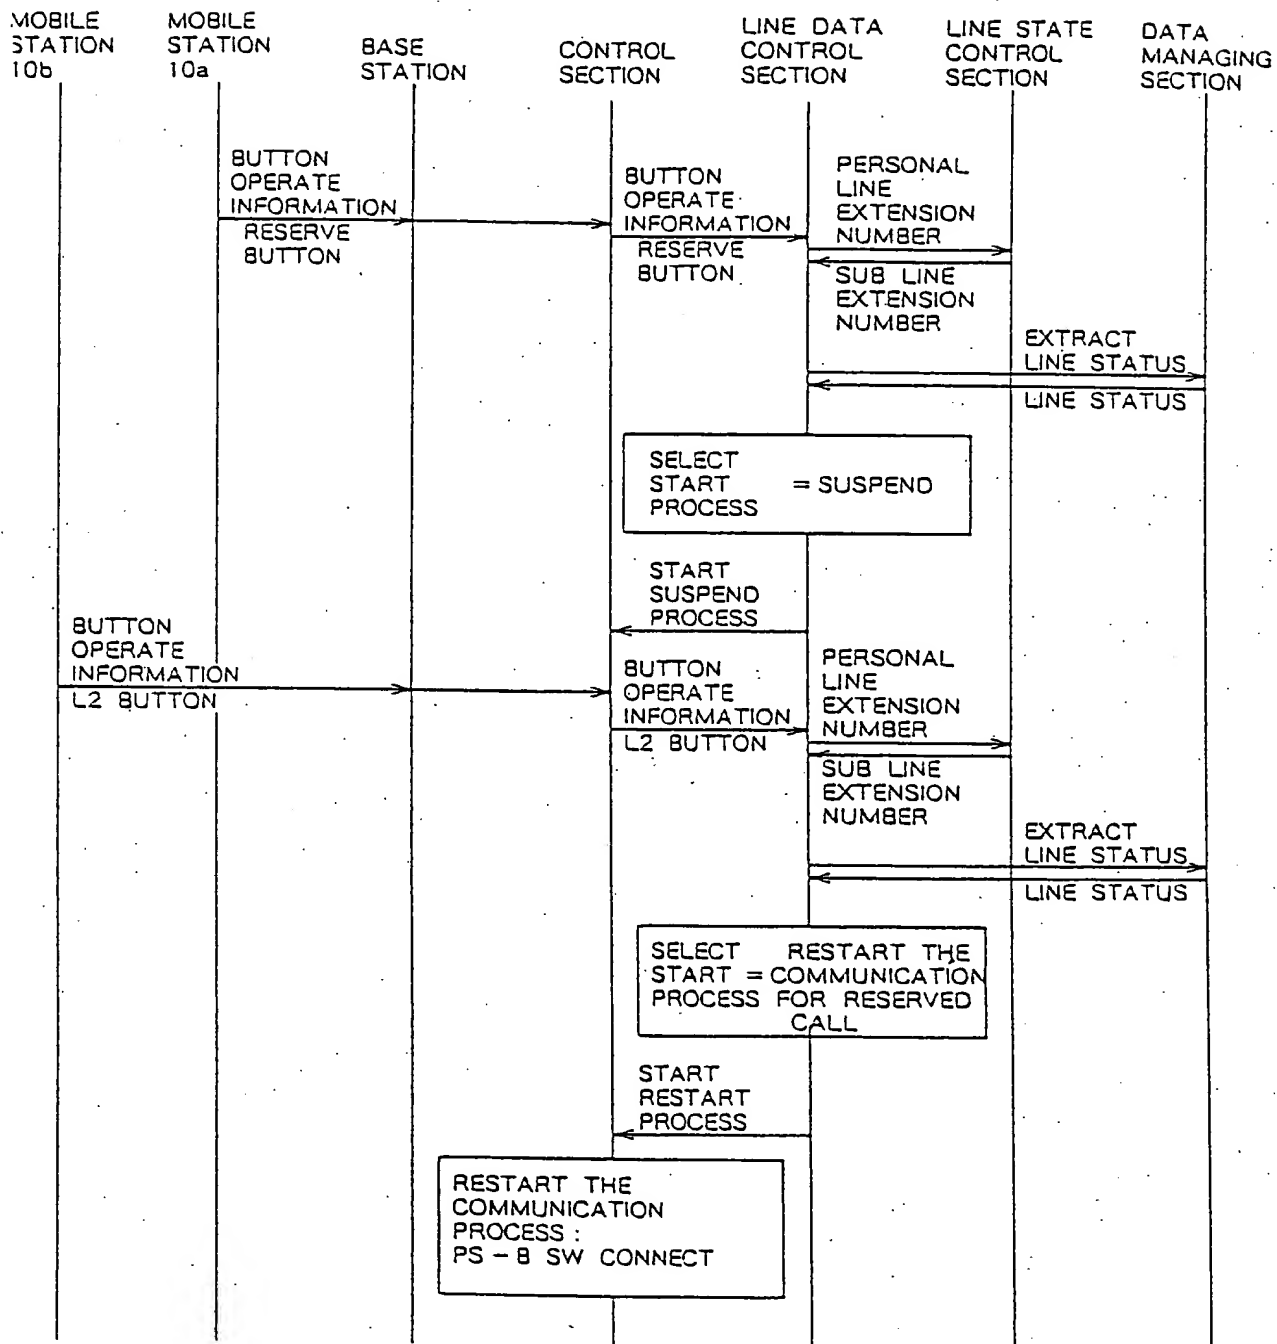 MOBILE
STATION
10b
MOBILE
STATION
10a
BASE
STATION
CONTROL
SECTION
LINE DATA
CONTROL
SECTION
LINE STATE
CONTROL
SECTION
DATA
MANAGING
SECTION
BUTTON
OPERATE
INFORMATION
RESERVE
BUTTON
BUTTON
OPERATE
INFORMATION
RESERVE
BUTTON
PERSONAL
LINE
EXTENSION
NUMBER
SUB LINE
EXTENSION
NUMBER
EXTRACT
LINE STATUS
LINE STATUS
SELECT
START = SUSPEND
PROCESS
START
SUSPEND
PROCESS
BUTTON
OPERATE
INFORMATION
L2 BUTTON
BUTTON
OPERATE
INFORMATION
L2 BUTTON
PERSONAL
LINE
EXTENSION
NUMBER
SUB LINE
EXTENSION
NUMBER
EXTRACT
LINE STATUS
LINE STATUS
SELECT RESTART THE
START = COMMUNICATION
PROCESS FOR RESERVED
CALL
START
RESTART
PROCESS
RESTART THE
COMMUNICATION
PROCESS :
PS - B SW CONNECT